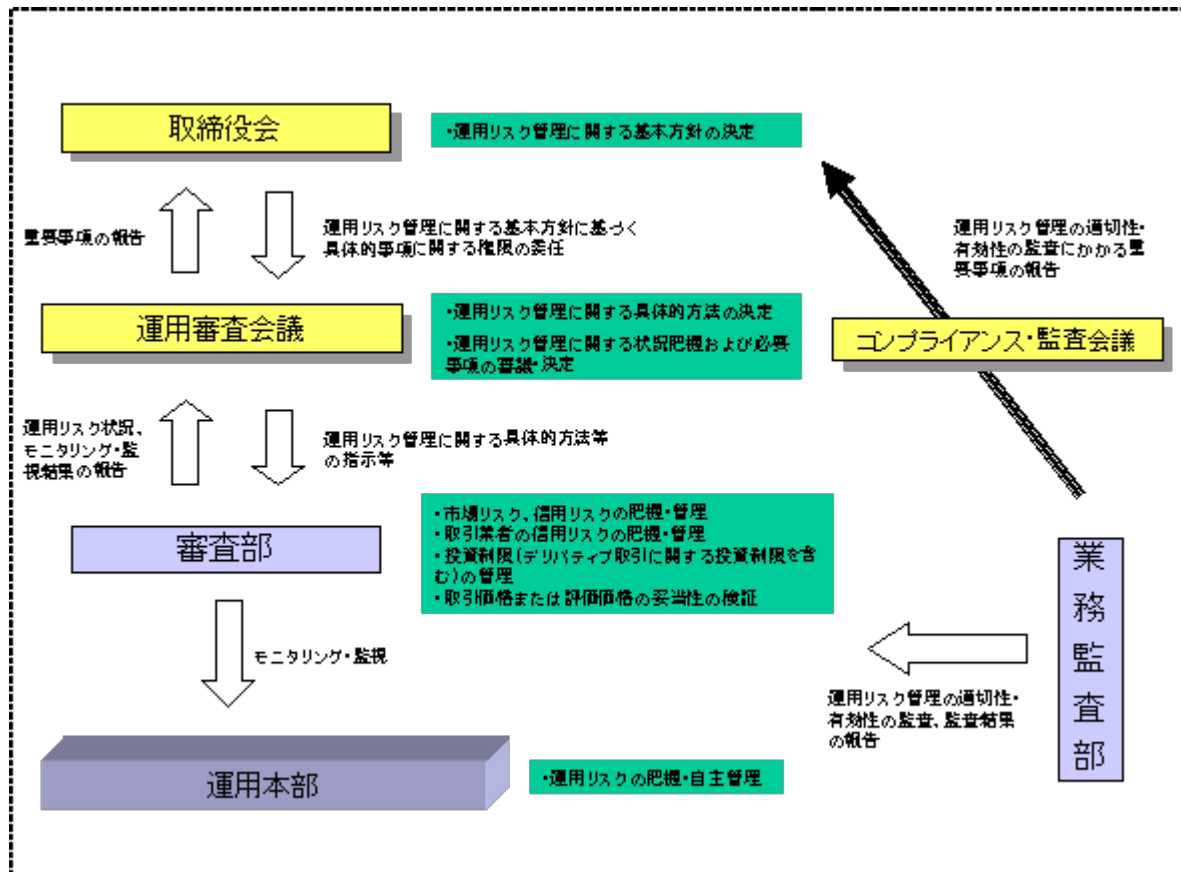 取締役会
・運用リスク管理に関する基本方針の決定
重要事項の報告
運用リスク管理に関する基本方針に基づく
具体的事項に関する権限の委任
運用リスク管理の適切性・
有効性の監査にかかる重
要事項の報告
運用審査会議
・運用リスク管理に関する具体的方法の決定
・運用リスク管理に関する状況把握および必要
事項の審議・決定
コンプライアンス・監査会議
運用リスク状況、
モニタリング・監
視結果の報告
運用リスク管理に関する具体的方法等
の指示等
審査部
・市場リスク、信用リスクの把握・管理
・取引業者の信用リスクの把握・管理
・投資制限(デリバティブ取引に関する投資制限を含
む)の管理
・取引価格または評価価格の妥当性の検証
業務監査部
モニタリング・監視
運用リスク管理の適切性・
有効性の監査、監査結果
の報告
運用本部
・運用リスクの把握・自主管理